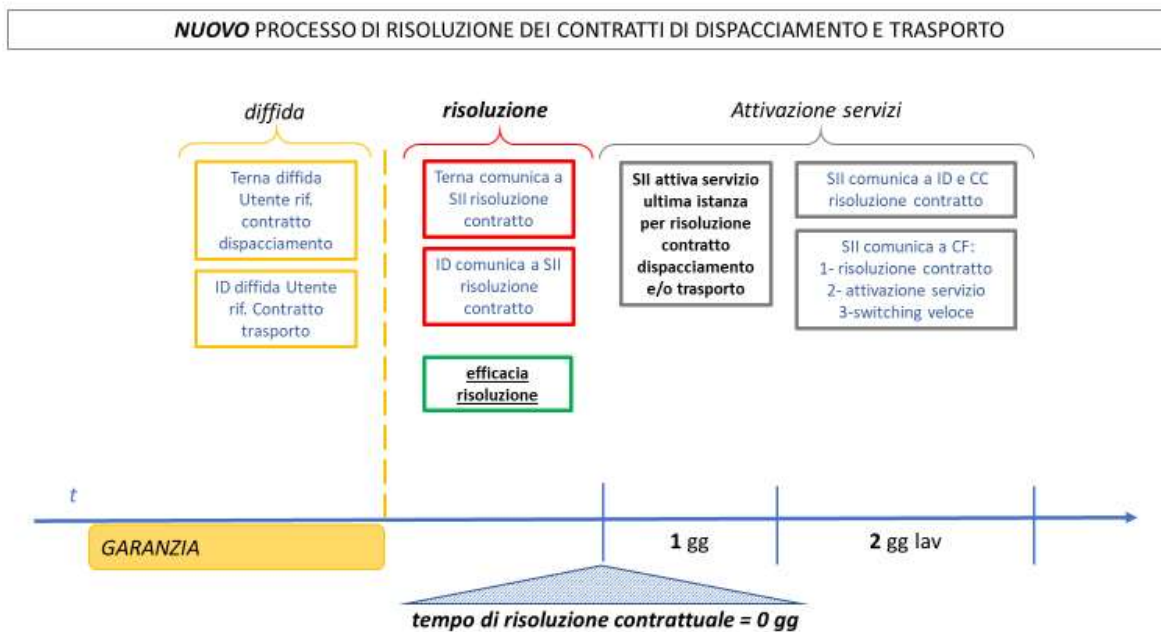 NUOVO PROCESSO DI RISOLUZIONE DEI CONTRATTI DI DISPACCIAMENTO E TRASPORTO
diffida
risoluzione
Attivazione servizi
Terna diffida
Utente rif.
contratto
dispacciamento
ID diffida Utente
rif. Contratto
trasporto
Terna comunica a
SII risoluzione
contratto
ID comunica a SII
risoluzione
contratto
efficacia
risoluzione
SII attiva servizio
ultima istanza
per risoluzione
contratto
dispacciamento
e/o trasporto
SII comunica a ID e CC
risoluzione contratto
SII comunica a CF:
1- risoluzione contratto
2- attivazione servizio
3-switching veloce
t
GARANZIA
1 gg
2 gg lav
tempo di risoluzione contrattuale = 0 gg